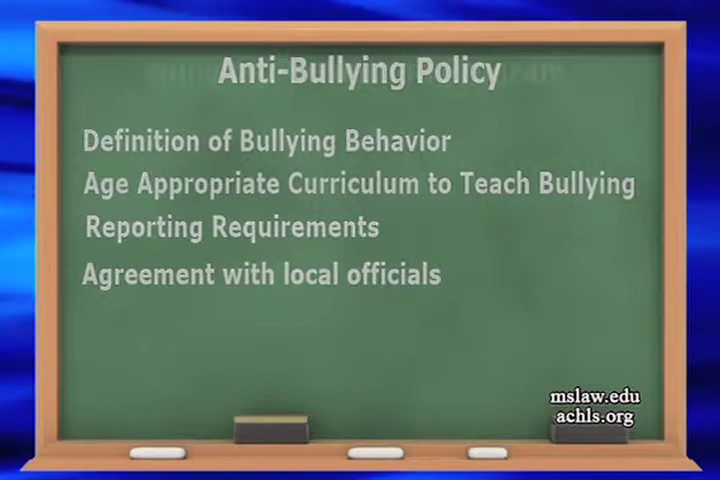 Anti-Bullying Policy
Definition of Bullying Behavior
Age Appropriate Curriculum to Teach Bullying
Reporting Requirements
Agreement with local officials
mslaw.edu
achls.org